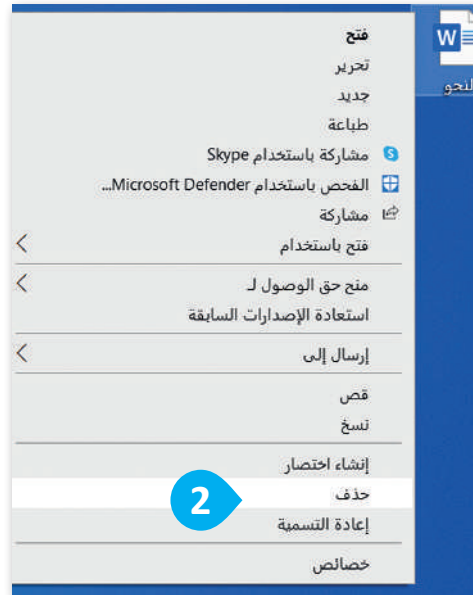 فتح
تحرير
جديد
طباعة
مشاركة باستخدام Skype
الفحص باستخدام Microsoft Defender...
مشاركة
فتح باستخدام
منح حق الوصول لـ
استعادة الإصدارات السابقة
إرسال إلى
قص
نسخ
إنشاء اختصار
حذف
2
إعادة التسمية
خصائص
W
النحو